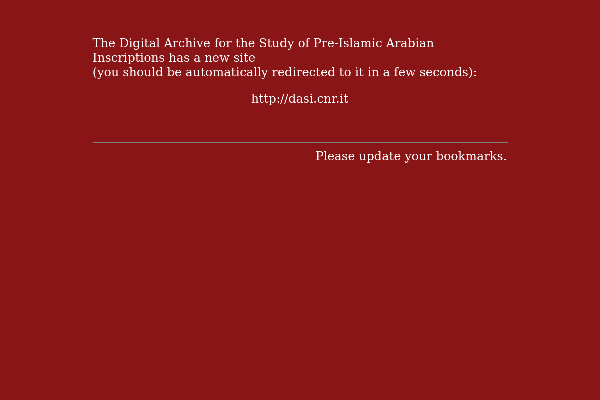 The Digital Archive for the Study of Pre-Islamic Arabian
Inscriptions has a new site
(you should be automatically redirected to it in a few seconds):
http://dasi.cnr.it
Please update your bookmarks.